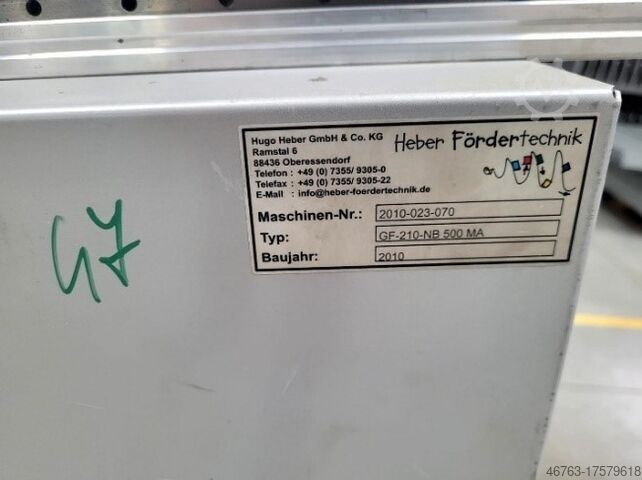 Hugo Heber GmbH & Co. KG
Ramstal 6
88436 Oberessendorf
Telefon : +49 (0) 7355/ 9305-0
Telefax : +49 (0) 7355/ 9305-22
E-Mail : info@heber-foerdertechnik.de
Heber Fördertechnik
Maschinen-Nr.: 2010-023-070
Typ: GF-210-NB 500 MA
Baujahr: 2010
G7
46763-17579618